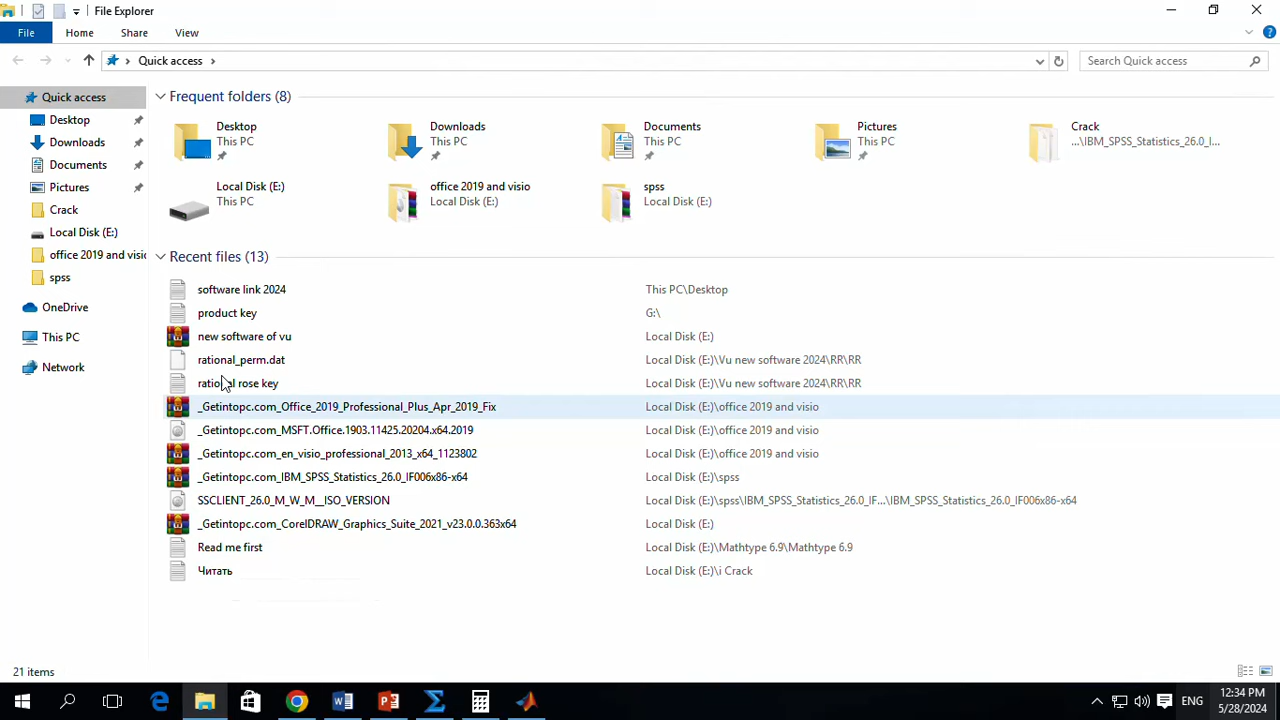 File Explorer
File Home Share View
Quick access
Search Quick access
Quick access
Desktop
Downloads
Documents
Pictures
Crack
Local Disk (E:)
office 2019 and visio
spss
OneDrive
This PC
Network
Frequent folders (8)
Desktop
This PC
Downloads
This PC
Documents
This PC
Pictures
This PC
Crack
...\IBM_SPSS_Statistics_26.0_I...
Local Disk (E:)
This PC
office 2019 and visio
Local Disk (E:)
spss
Local Disk (E:)
Recent files (13)
software link 2024 This PC\Desktop
product key G:\
new software of vu Local Disk (E:)
rational_perm.dat Local Disk (E:)\Vu new software 2024\RR\RR
rational rose key Local Disk (E:)\Vu new software 2024\RR\RR
_Getintopc.com_Office_2019_Professional_Plus_Apr_2019_Fix Local Disk (E:)\office 2019 and visio
_Getintopc.com_MSFT.Office.1903.11425.20204.x64.2019 Local Disk (E:)\office 2019 and visio
_Getintopc.com_en_visio_professional_2013_x64_1123802 Local Disk (E:)\office 2019 and visio
_Getintopc.com_IBM_SPSS_Statistics_26.0_IF006x86-x64 Local Disk (E:)\spss
SSCLIENT_26.0_M_W_M__ISO_VERSION Local Disk (E:)\spss\IBM_SPSS_Statistics_26.0_IF...\IBM_SPSS_Statistics_26.0_IF006x86-x64
_Getintopc.com_CorelDRAW_Graphics_Suite_2021_v23.0.0.363x64 Local Disk (E:)
Read me first Local Disk (E:)\Mathtype 6.9\Mathtype 6.9
Читать Local Disk (E:)\i Crack
21 items
ENG
12:34 PM
5/28/2024